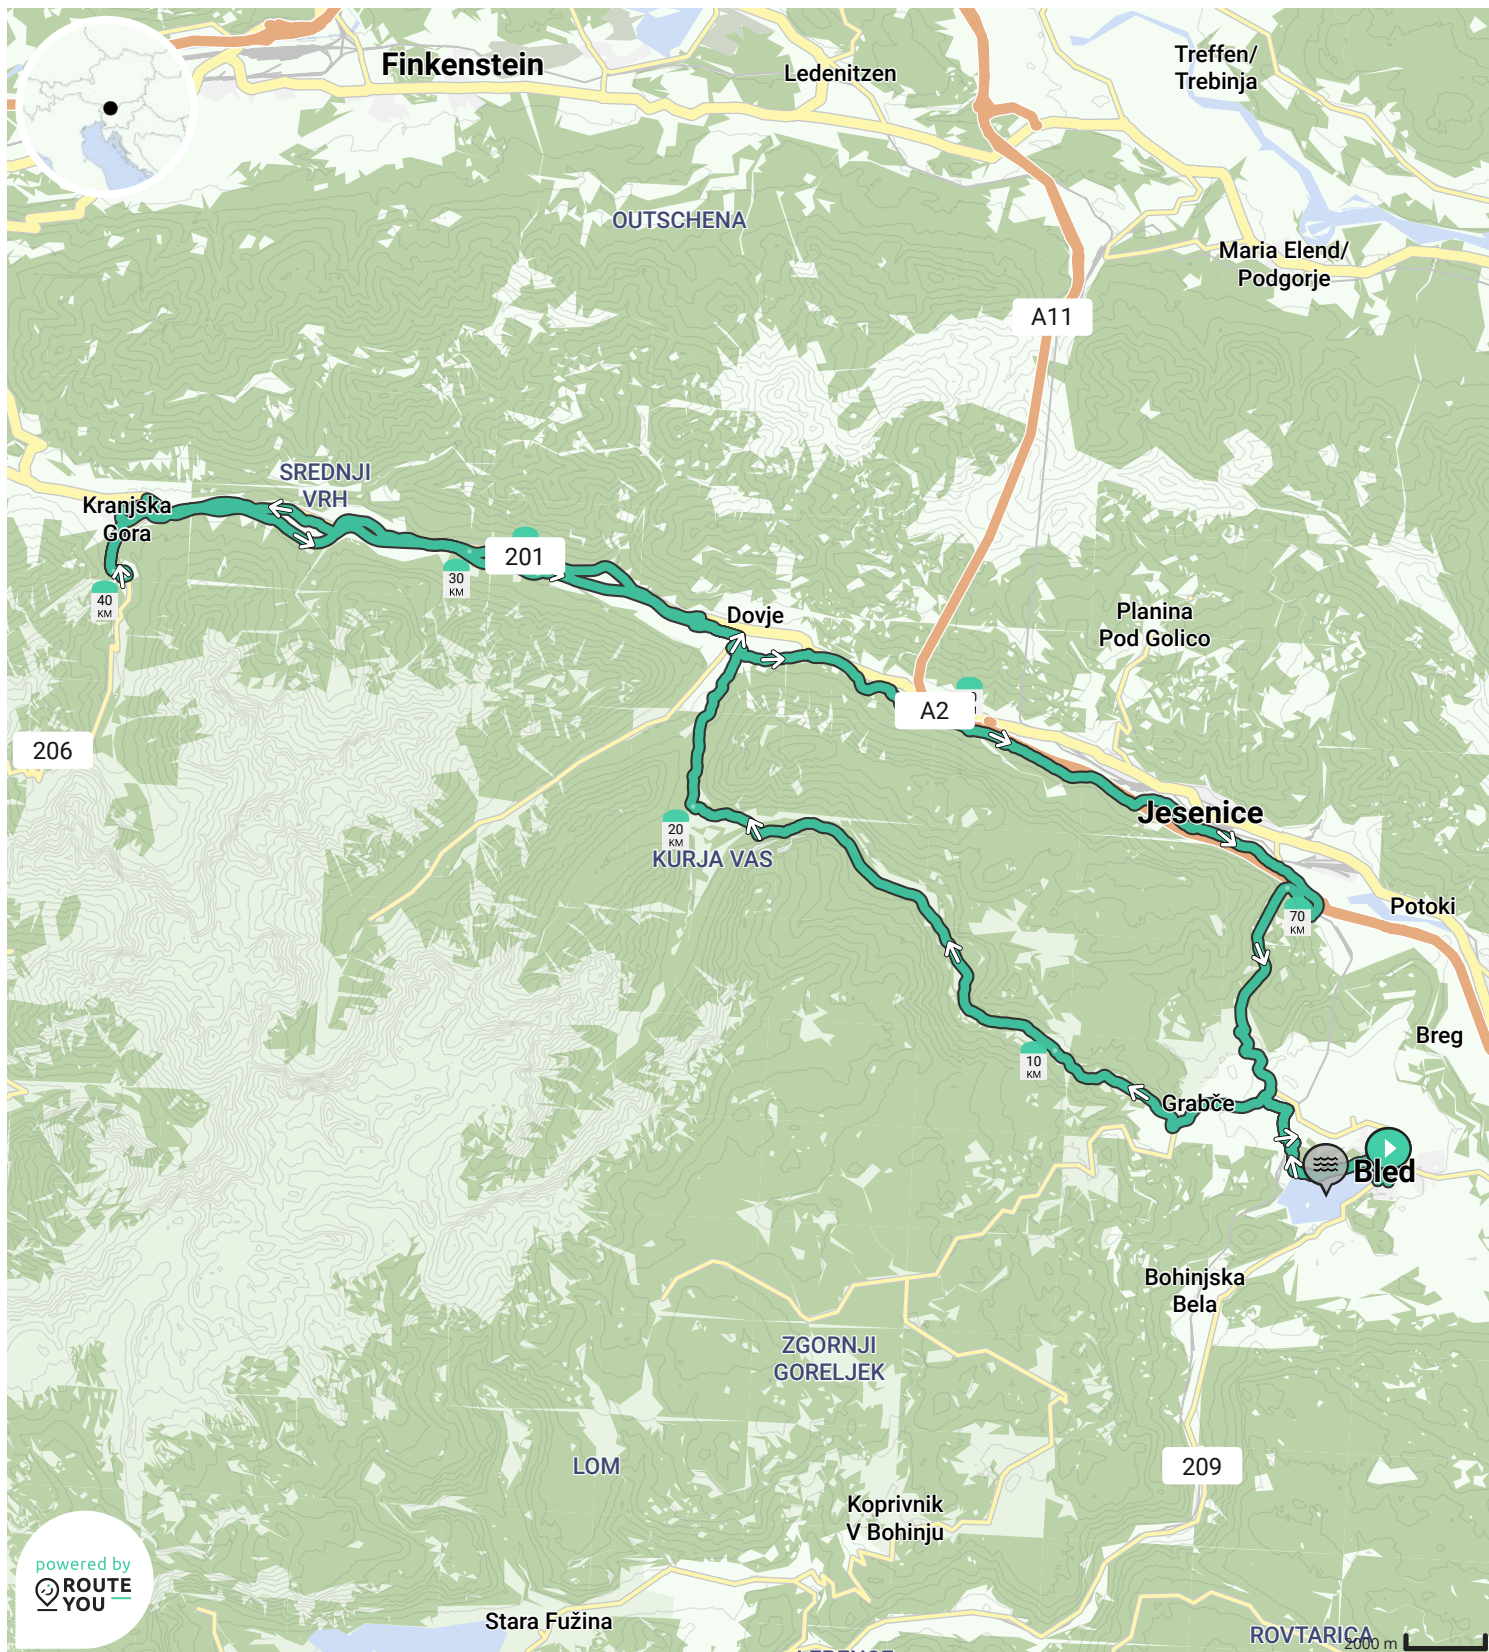 Finkenstein
Ledenitzen
Treffen/
Trebinja
OUTSCHENA
Maria Elend/
Podgorje
A11
SREDNJI
VRH
Kranjska
Gora
201
30
KM
40
KM
Dovje
Planina
Pod Golico
A2
206
Jesenice
20
KM
KURJA VAS
Potoki
70
KM
Breg
10
KM
Grabče
Bled
Bohinjska
Bela
ZGORNJI
GORELJEK
LOM
209
Koprivnik
V Bohinju
powered by
ROUTE
YOU
Stara Fužina
ROVTARICA
2000 m